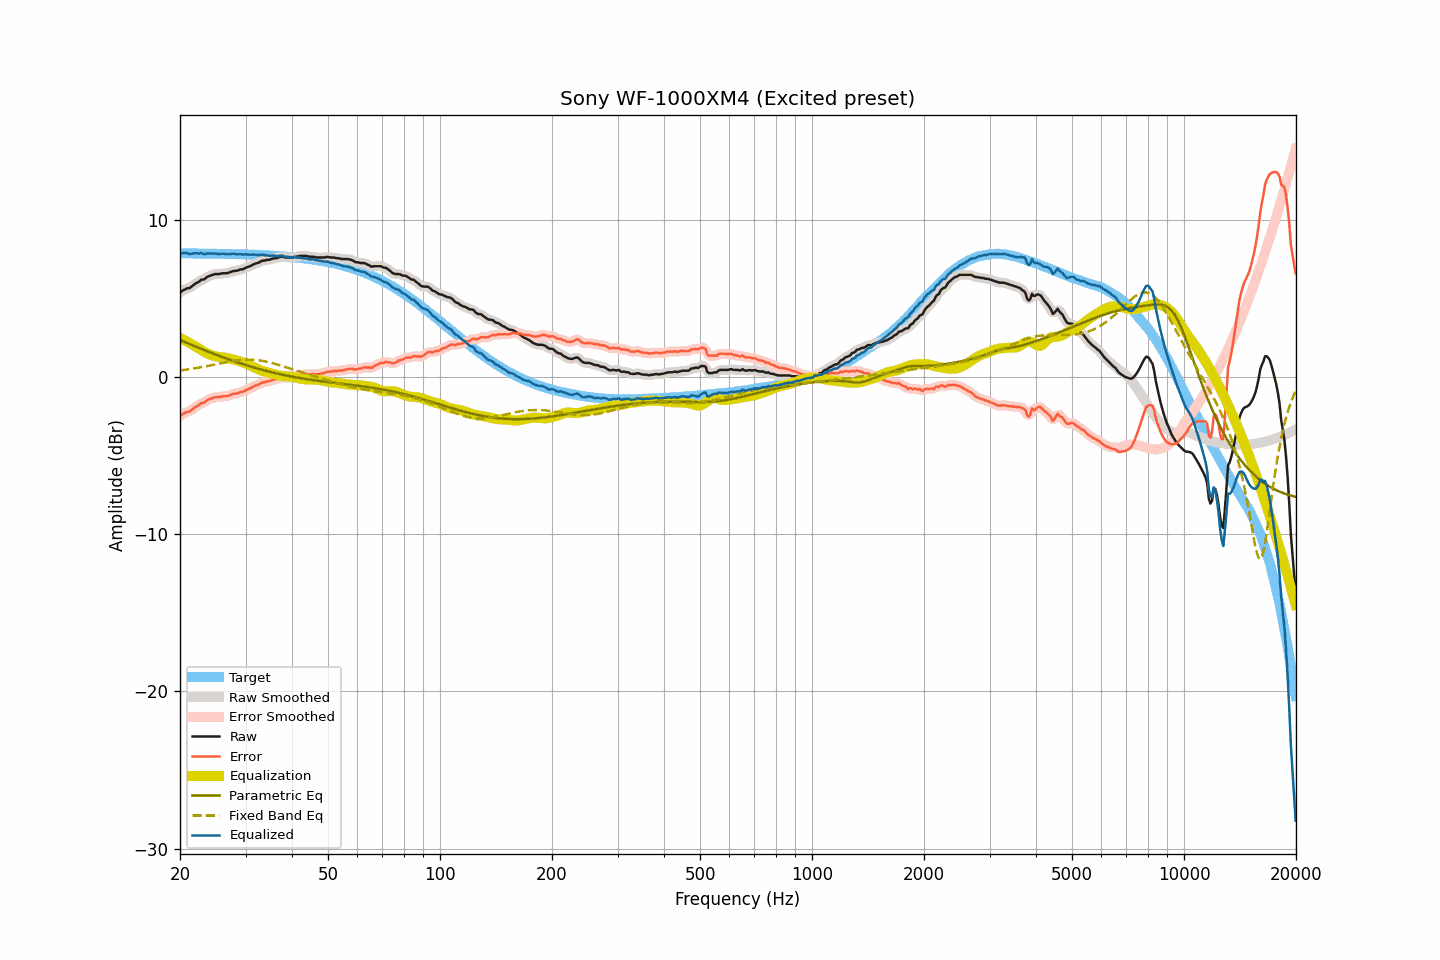 Sony WF-1000XM4 (Excited preset)
Amplitude (dBr)
10
0
−10
−20
−30
Target
Raw Smoothed
Error Smoothed
Raw
Error
Equalization
Parametric Eq
Fixed Band Eq
Equalized
20 50 100 200 500 1000 2000 5000 10000 20000
Frequency (Hz)